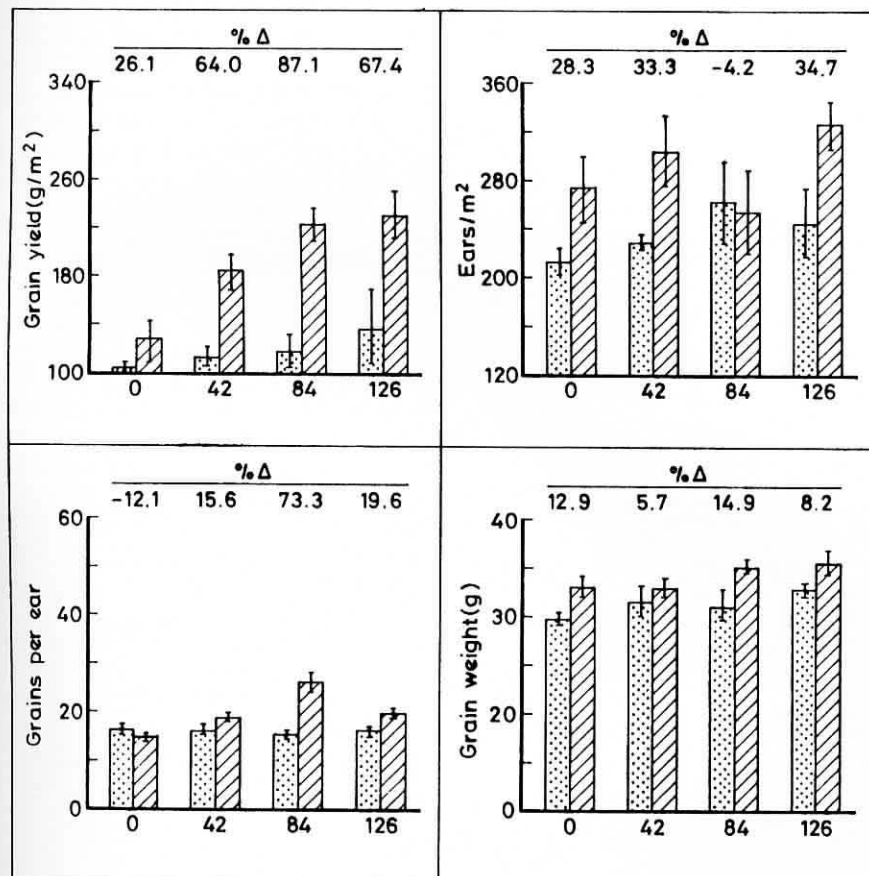 % Δ
26.1 64.0 87.1 67.4
340
260
180
100
Grain yield(g/m²)
0 42 84 126
% Δ
28.3 33.3 -4.2 34.7
360
280
200
120
Ears/m²
0 42 84 126
% Δ
-12.1 15.6 73.3 19.6
60
40
20
0
Grains per ear
0 42 84 126
% Δ
12.9 5.7 14.9 8.2
40
30
20
0
Grain weight(g)
0 42 84 126